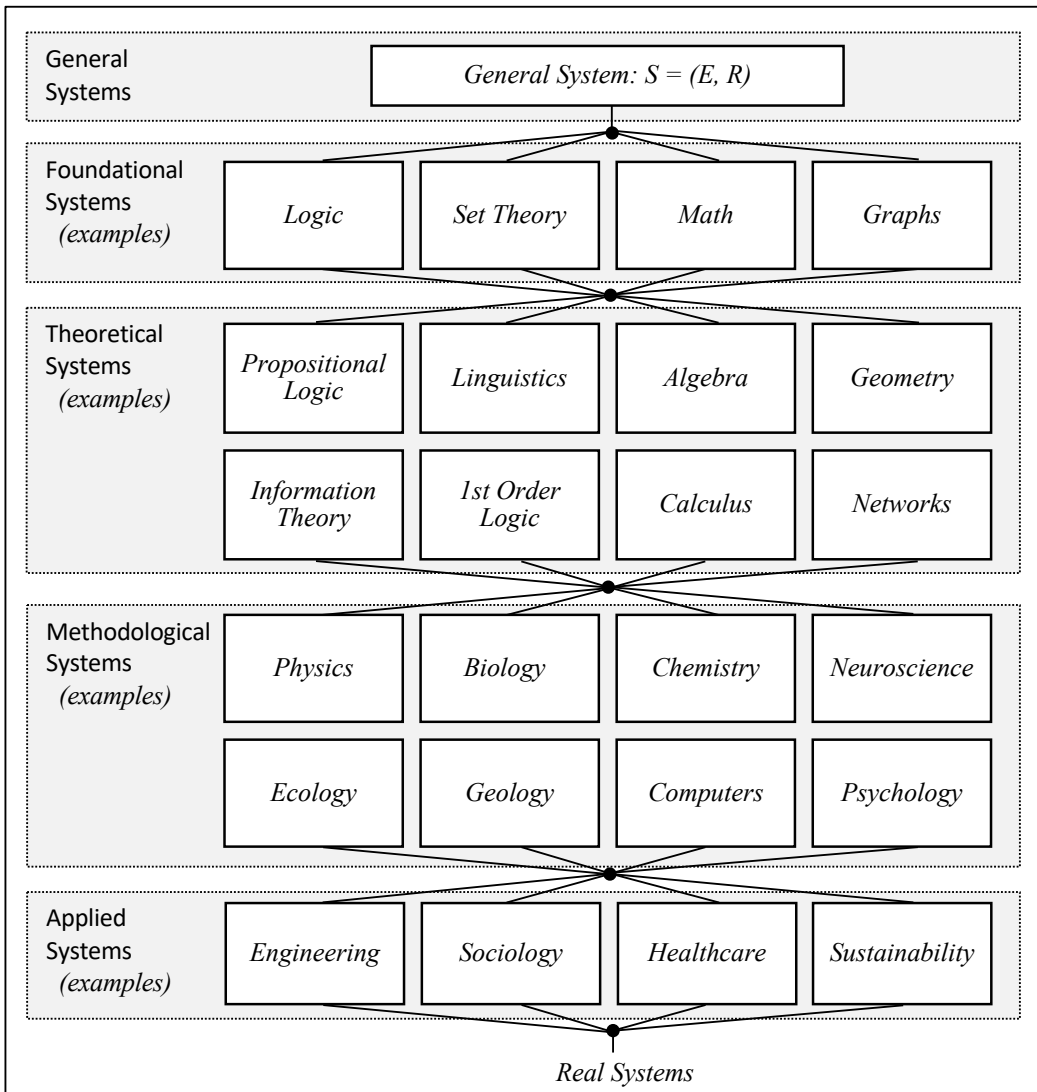 General
Systems
General System: S = (E, R)
Foundational
Systems
(examples)
Logic
Set Theory
Math
Graphs
Theoretical
Systems
(examples)
Propositional
Logic
Linguistics
Algebra
Geometry
Information
Theory
1st Order
Logic
Calculus
Networks
Methodological
Systems
(examples)
Physics
Biology
Chemistry
Neuroscience
Ecology
Geology
Computers
Psychology
Applied
Systems
(examples)
Engineering
Sociology
Healthcare
Sustainability
Real Systems